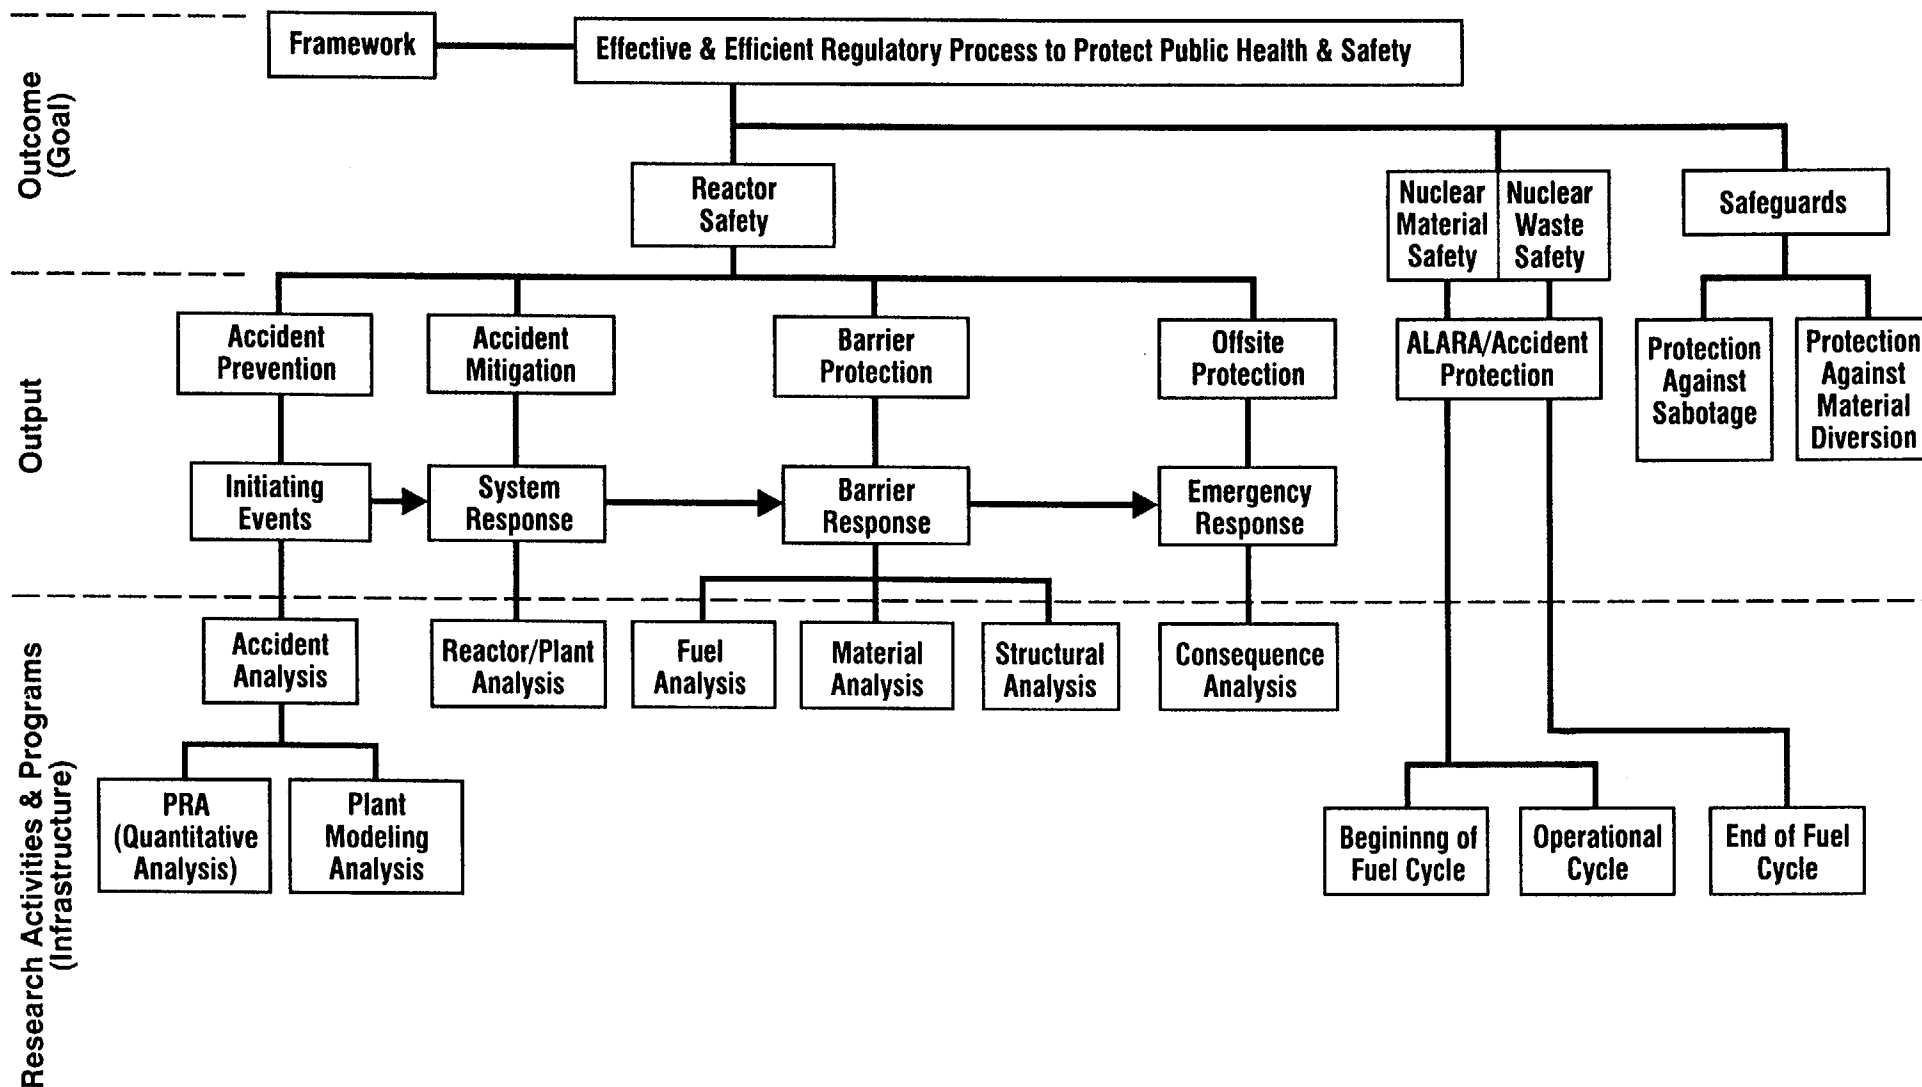 Outcome
(Goal)
Framework
Effective & Efficient Regulatory Process to Protect Public Health & Safety
Reactor
Safety
Nuclear
Material
Safety
Nuclear
Waste
Safety
Safeguards
Output
Accident
Prevention
Accident
Mitigation
Barrier
Protection
Offsite
Protection
ALARA/Accident
Protection
Protection
Against
Sabotage
Protection
Against
Material
Diversion
Initiating
Events
System
Response
Barrier
Response
Emergency
Response
Research Activities & Programs
(Infrastructure)
Accident
Analysis
Reactor/Plant
Analysis
Fuel
Analysis
Material
Analysis
Structural
Analysis
Consequence
Analysis
PRA
(Quantitative
Analysis)
Plant
Modeling
Analysis
Begininng of
Fuel Cycle
Operational
Cycle
End of Fuel
Cycle